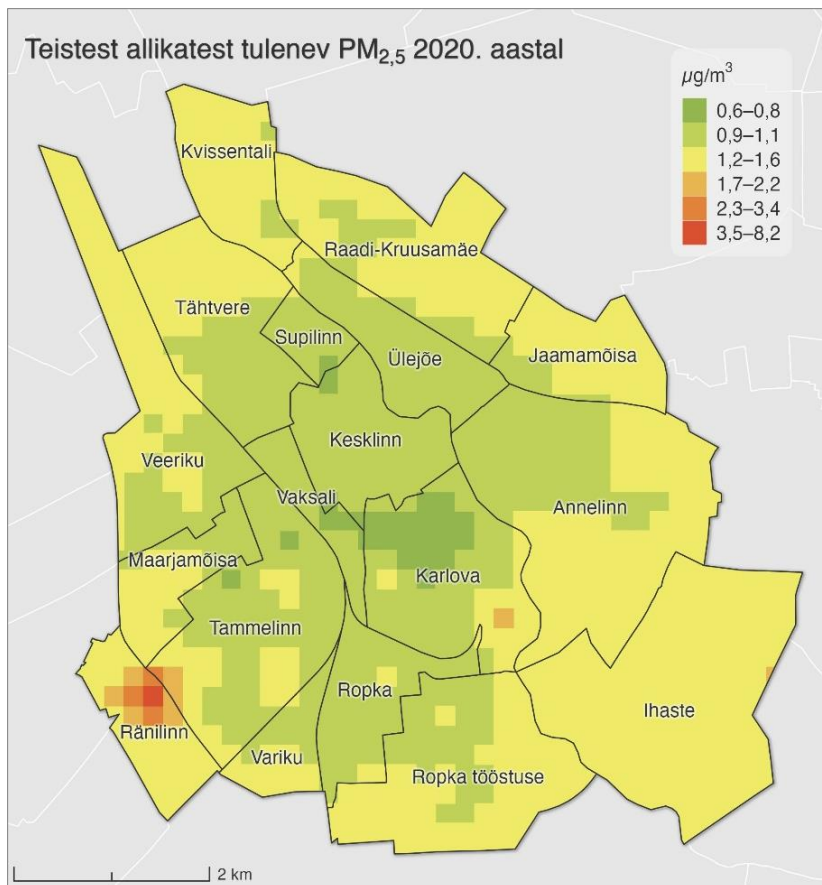 Teistest allikatest tulenev PM2,5 2020. aastal
µg/m³
0,6–0,8
0,9–1,1
1,2–1,6
1,7–2,2
2,3–3,4
3,5–8,2
Kvissentali
Raadi-Kruusamäe
Tähtvere
Supilinn
Ülejõe
Jaamamõisa
Kesklinn
Veeriku
Vaksali
Annelinn
Maarjamõisa
Karlova
Tammelinn
Ropka
Ihaste
Ränilinn
Variku
Ropka tööstuse
2 km